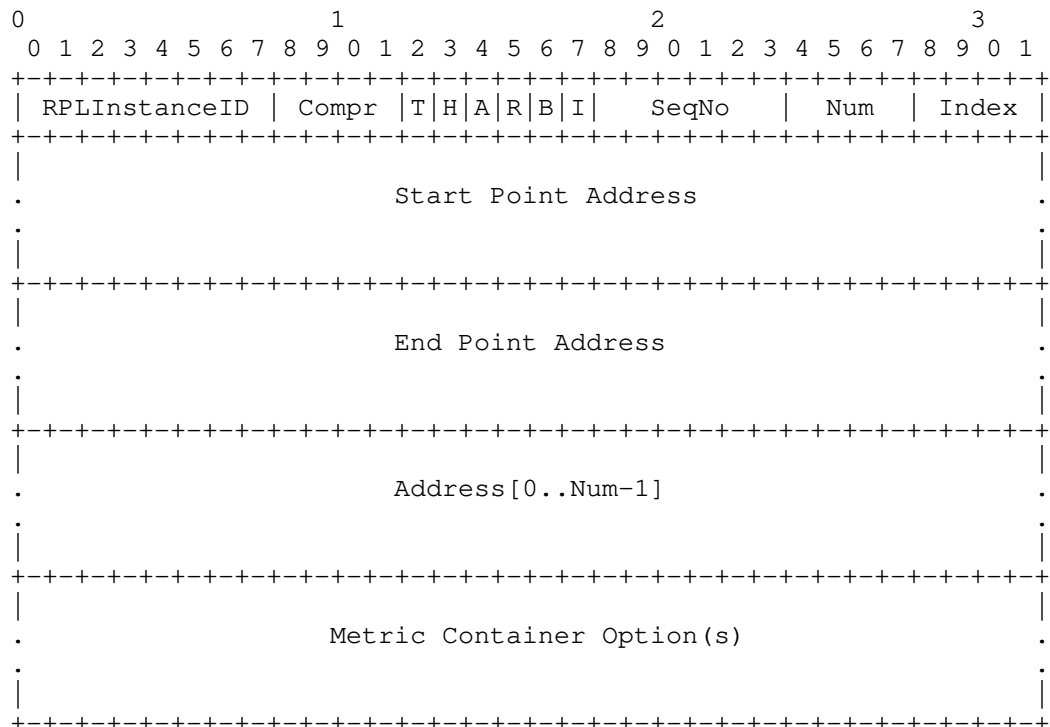 0                   1                   2                   3
 0 1 2 3 4 5 6 7 8 9 0 1 2 3 4 5 6 7 8 9 0 1 2 3 4 5 6 7 8 9 0 1
+-+-+-+-+-+-+-+-+-+-+-+-+-+-+-+-+-+-+-+-+-+-+-+-+-+-+-+-+-+-+-+-+
| RPLInstanceID | Compr |T|H|A|R|B|I|   SeqNo   |  Num  | Index |
+-+-+-+-+-+-+-+-+-+-+-+-+-+-+-+-+-+-+-+-+-+-+-+-+-+-+-+-+-+-+-+-+
|                                                               |
.                       Start Point Address                     .
.                                                               .
|                                                               |
+-+-+-+-+-+-+-+-+-+-+-+-+-+-+-+-+-+-+-+-+-+-+-+-+-+-+-+-+-+-+-+-+
|                                                               |
.                       End Point Address                       .
.                                                               .
|                                                               |
+-+-+-+-+-+-+-+-+-+-+-+-+-+-+-+-+-+-+-+-+-+-+-+-+-+-+-+-+-+-+-+-+
|                                                               |
.                       Address[0..Num-1]                       .
.                                                               .
|                                                               |
+-+-+-+-+-+-+-+-+-+-+-+-+-+-+-+-+-+-+-+-+-+-+-+-+-+-+-+-+-+-+-+-+
|                                                               |
.                   Metric Container Option(s)                  .
.                                                               .
|                                                               |
+-+-+-+-+-+-+-+-+-+-+-+-+-+-+-+-+-+-+-+-+-+-+-+-+-+-+-+-+-+-+-+-+